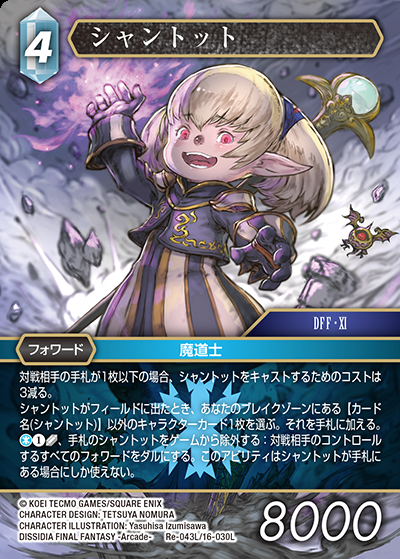 4
シャントット
DFF・XI
フォワード
魔道士
対戦相手の手札が1枚以下の場合、シャントットをキャストするためのコストは
3減る。
シャントットがフィールドに出たとき、あなたのブレイクゾーンにある【カード
名(シャントット)】以外のキャラクターカード1枚を選ぶ。それを手札に加える。
1、手札のシャントットをゲームから除外する：対戦相手のコントロール
するすべてのフォワードをダルにする。このアビリティはシャントットが手札に
ある場合にしか使えない。
© KOEI TECMO GAMES/SQUARE ENIX
CHARACTER DESIGN: TETSUYA NOMURA
CHARACTER ILLUSTRATION: Yasuhisa Izumisawa
DISSIDIA FINAL FANTASY -Arcade- Re-043L/16-030L
8000